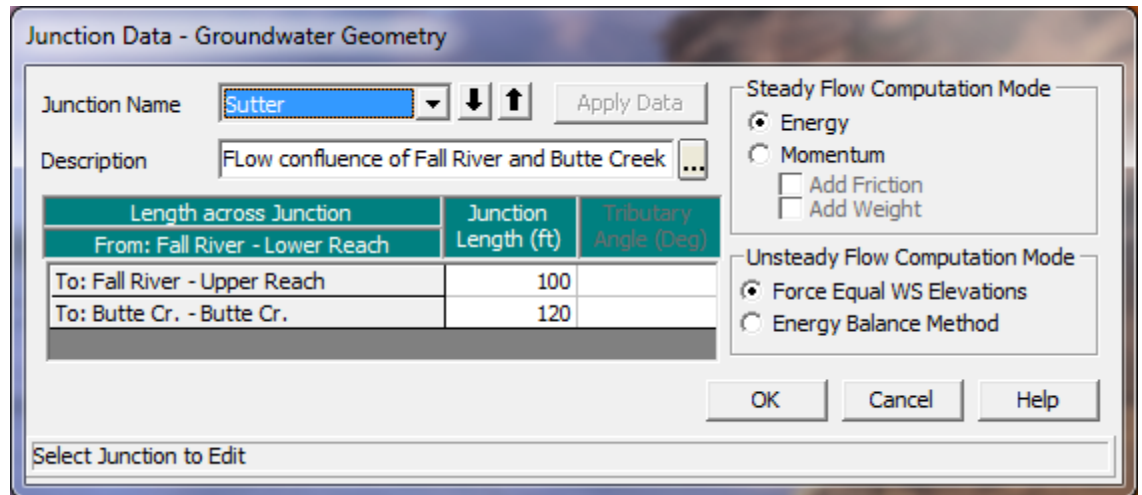 Junction Data - Groundwater Geometry
Junction Name Sutter Apply Data
Description FLow confluence of Fall River and Butte Creek ...
Length across Junction Junction Tributary
From: Fall River - Lower Reach Length (ft) Angle (Deg)
To: Fall River - Upper Reach 100
To: Butte Cr. - Butte Cr. 120
Steady Flow Computation Mode
Energy
Momentum
Add Friction
Add Weight
Unsteady Flow Computation Mode
Force Equal WS Elevations
Energy Balance Method
OK Cancel Help
Select Junction to Edit